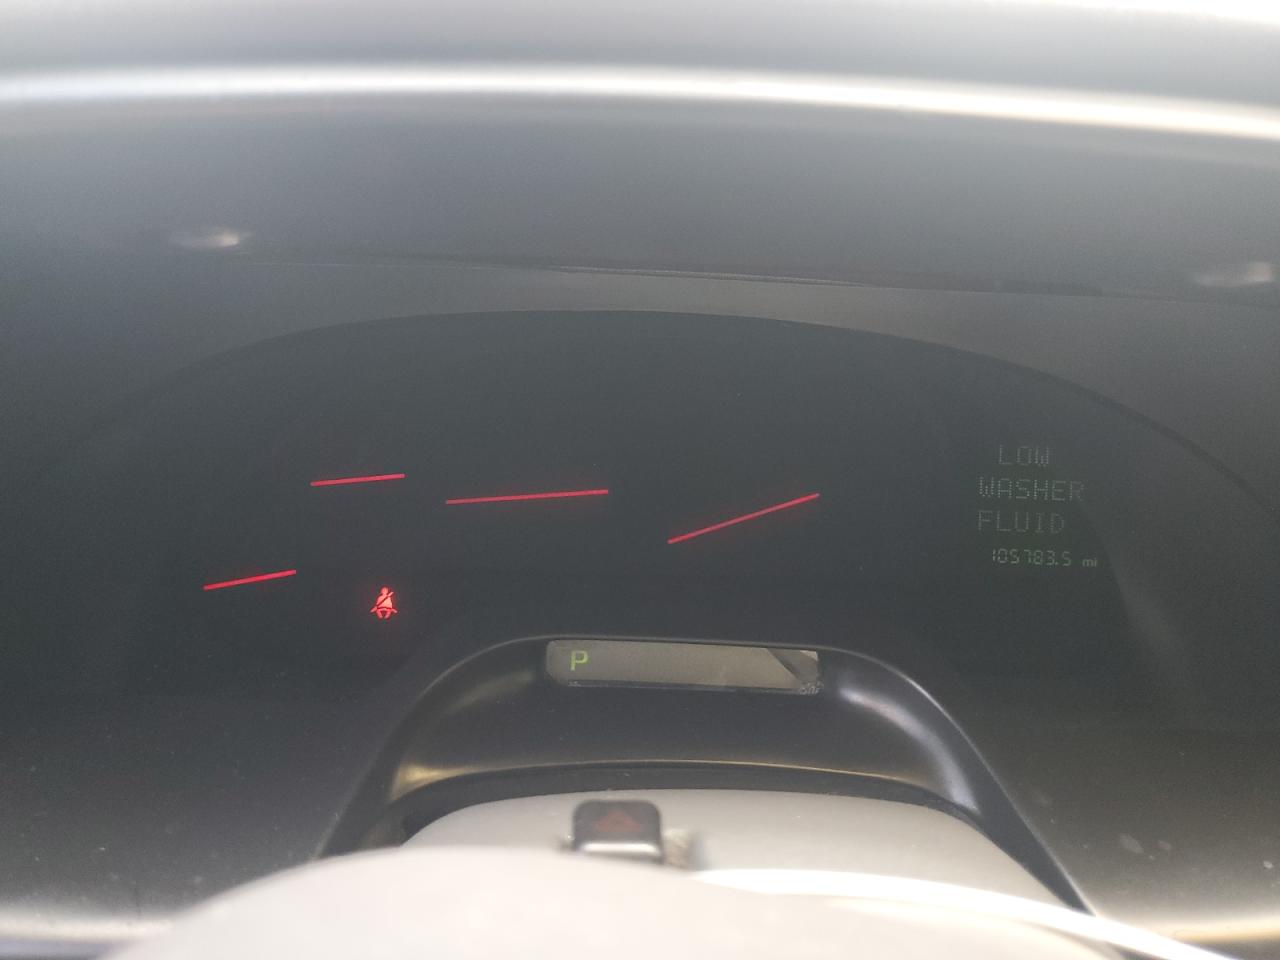 LOW
WASHER
FLUID
105783.5 mi
P